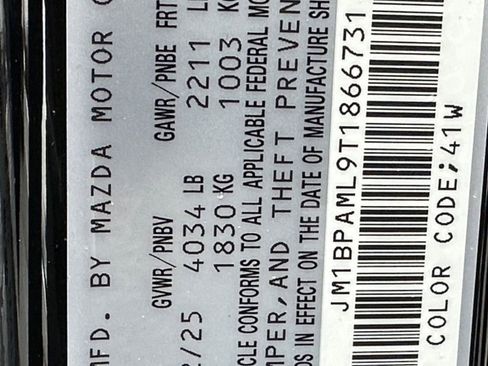 MFD. BY MAZDA MOTOR
GVWR/PNBV GAWR/PNBE FRT
2/25 4034 LB 2211 L
1830 KG 1003 K
CLE CONFORMS TO ALL APPLICABLE FEDERAL MO
MPER, AND THEFT PREVEN
DS IN EFFECT ON THE DATE OF MANUFACTURE SH
JM1BPAML9T1866731
COLOR CODE;41W